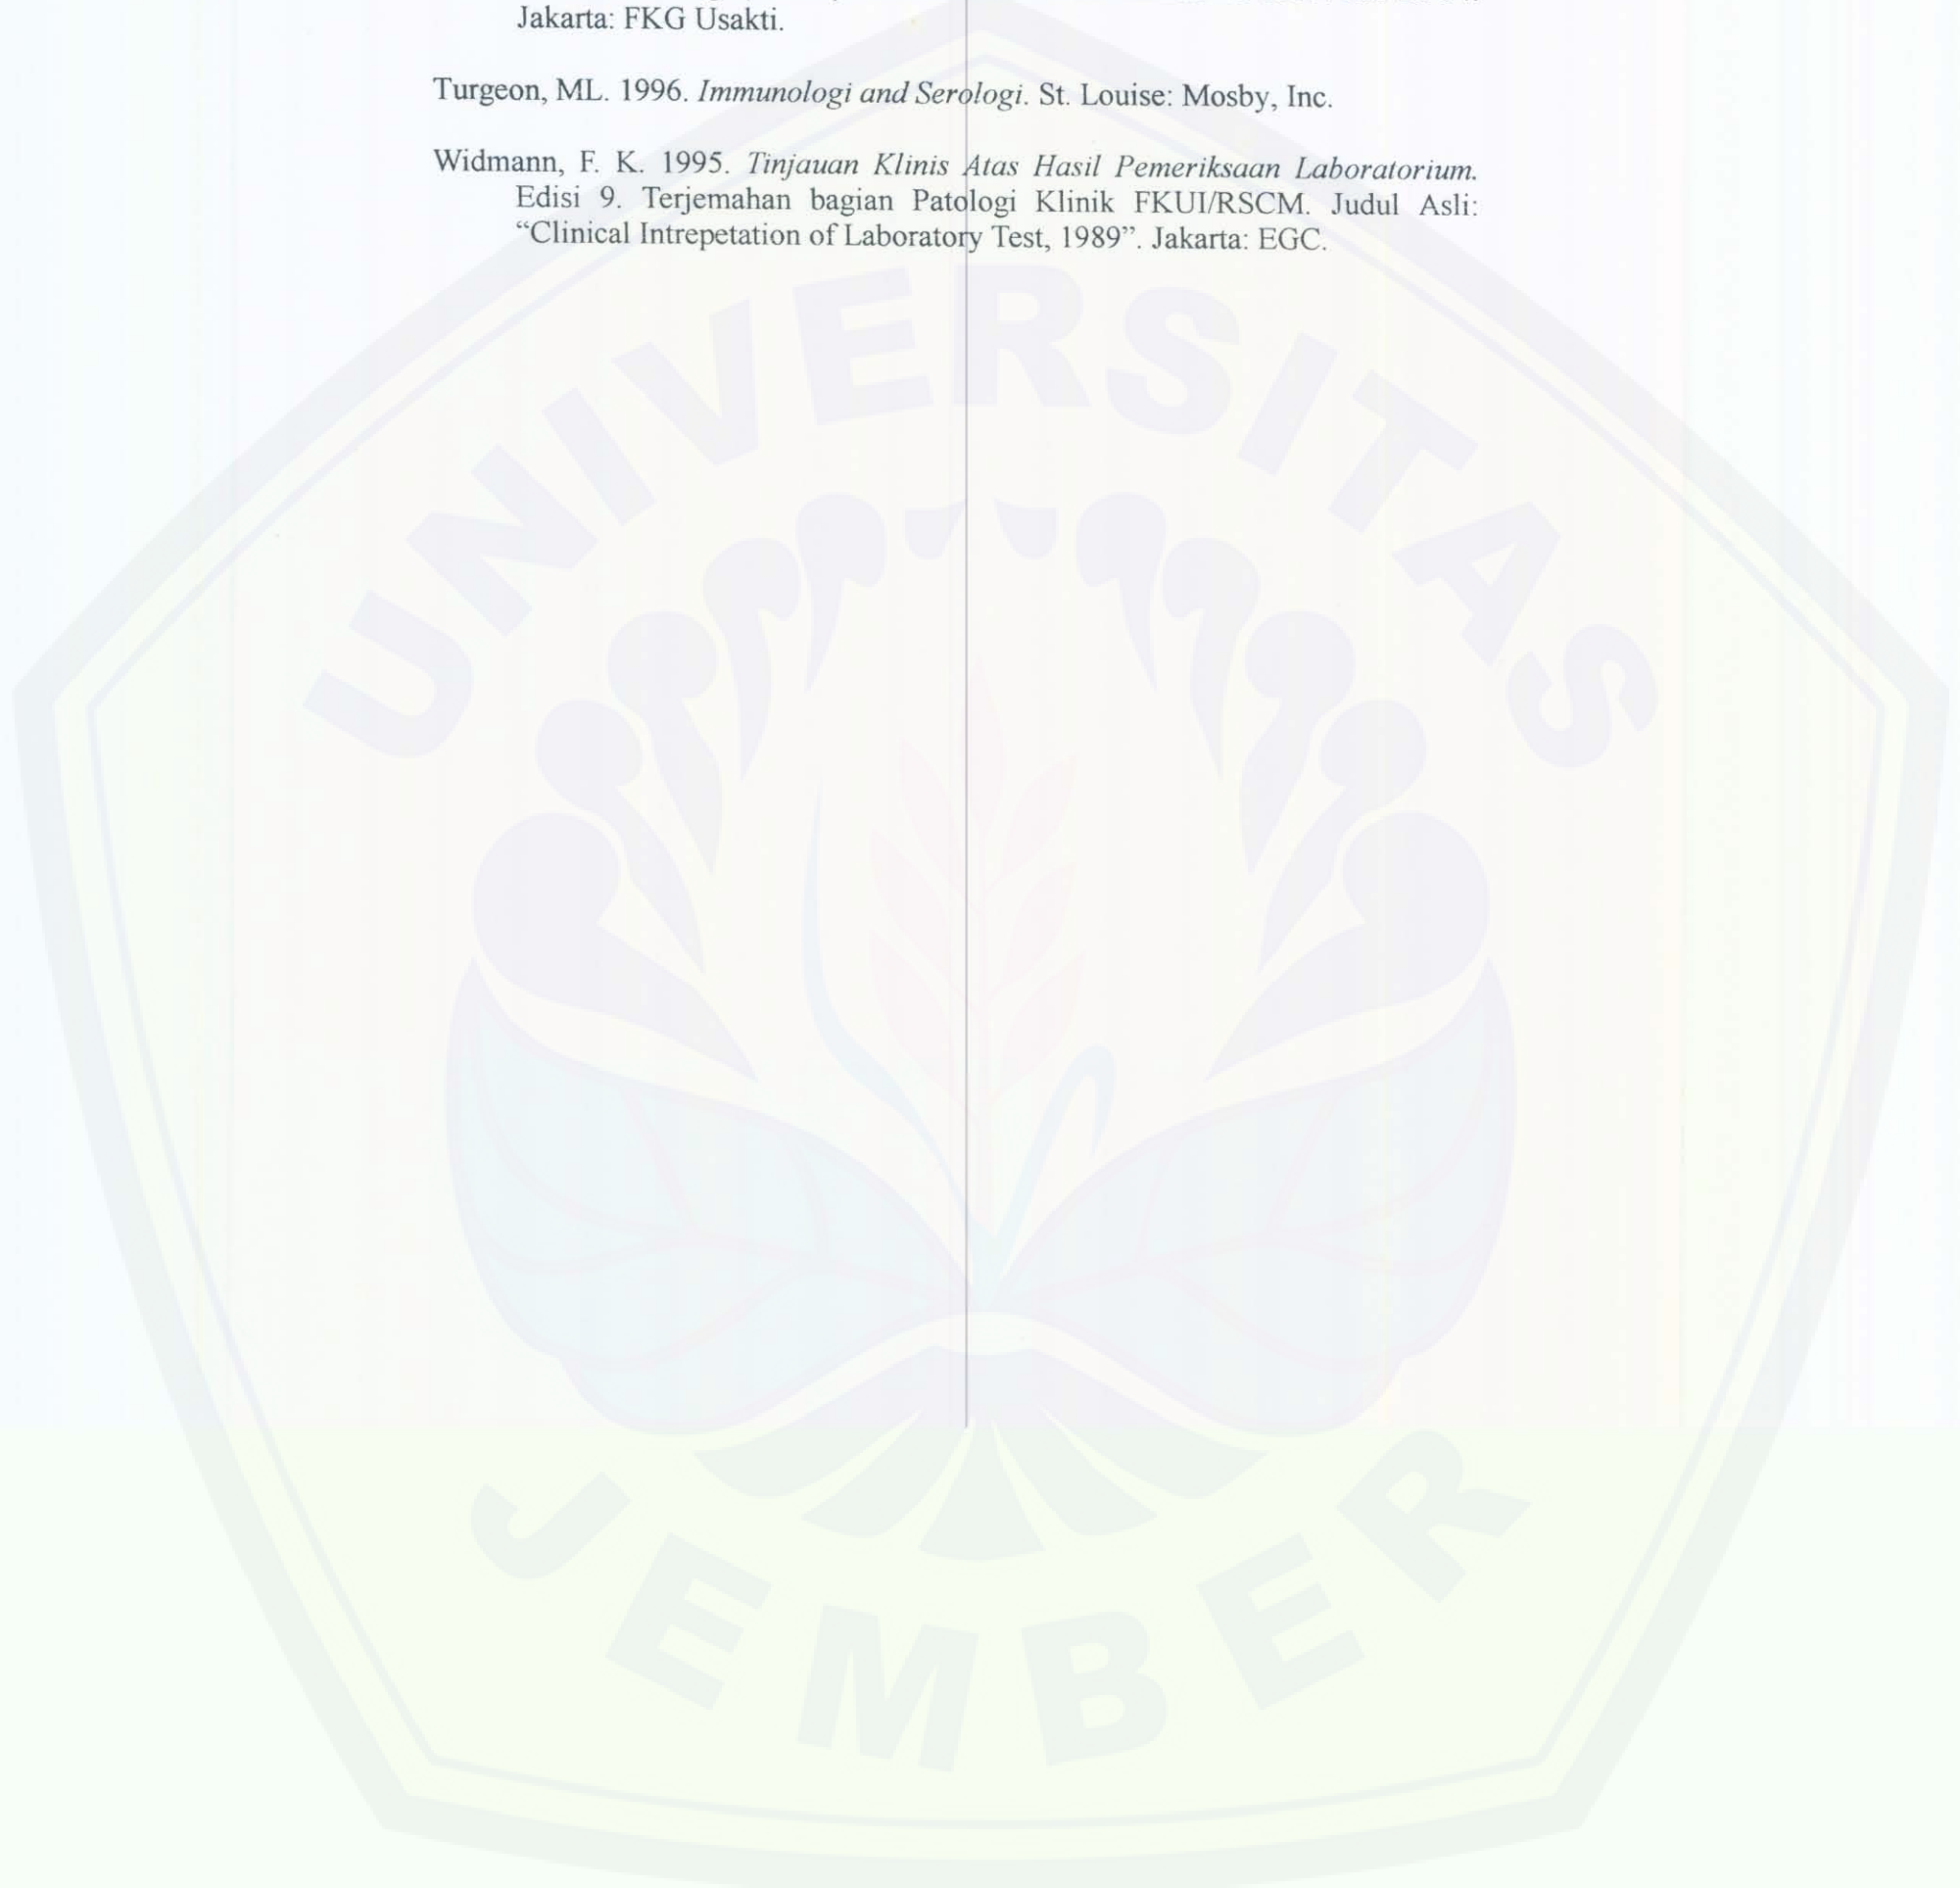 Jakarta: FKG Usakti.
Turgeon, ML. 1996. Immunologi and Serologi. St. Louise: Mosby, Inc.
Widmann, F. K. 1995. Tinjauan Klinis Atas Hasil Pemeriksaan Laboratorium.
Edisi 9. Terjemahan bagian Patologi Klinik FKUI/RSCM. Judul Asli:
“Clinical Intrepetation of Laboratory Test, 1989”. Jakarta: EGC.
UNIVERSITAS
JEMBER